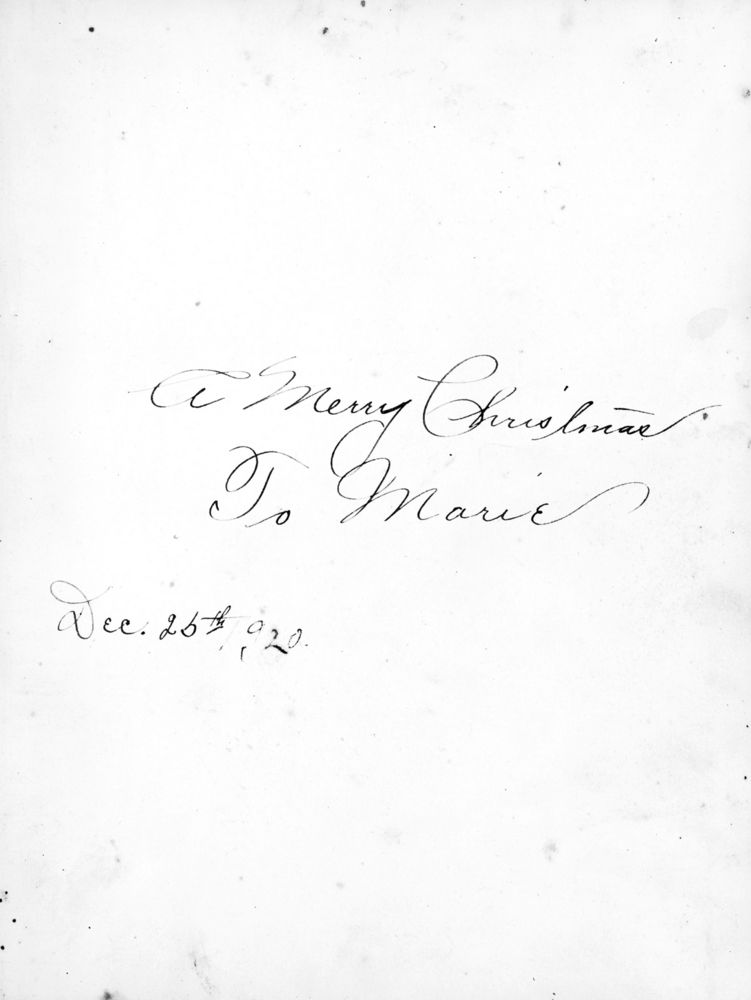 A Merry Christmas
To Marie
Dec. 25th 1920.